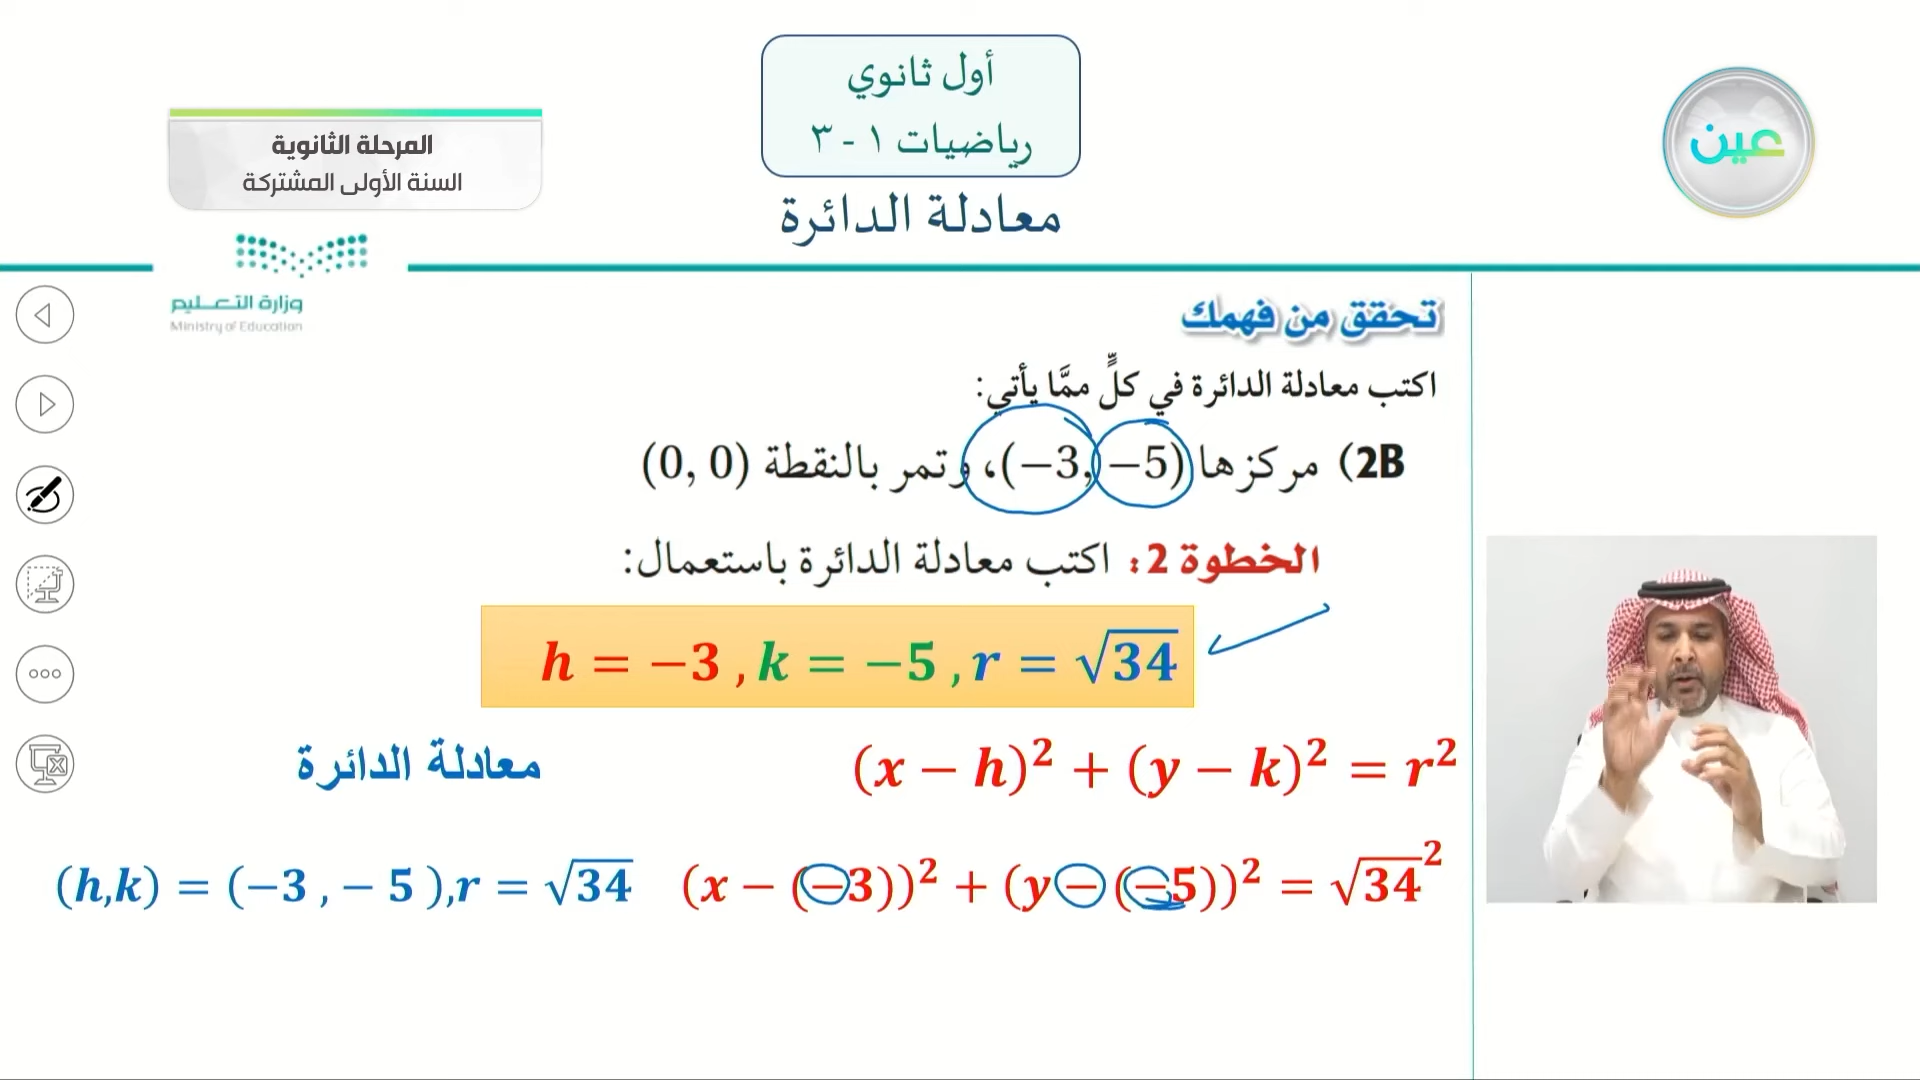 أول ثانوي
رياضيات ١ - ٣
معادلة الدائرة
عين
المرحلة الثانوية
السنة الأولى المشتركة
وزارة التعليم
Ministry of Education
تحقق من فهمك
اكتب معادلة الدائرة في كلٍّ ممَّا يأتي:
2B) مركزها (−3, −5)، وتمر بالنقطة (0, 0)
الخطوة 2: اكتب معادلة الدائرة باستعمال:
h = −3 , k = −5 , r = √34
(x − h)² + (y − k)² = r²
معادلة الدائرة
(x − (−3))² + (y − (−5))² = √34²
(h,k) = (−3 , − 5 ),r = √34